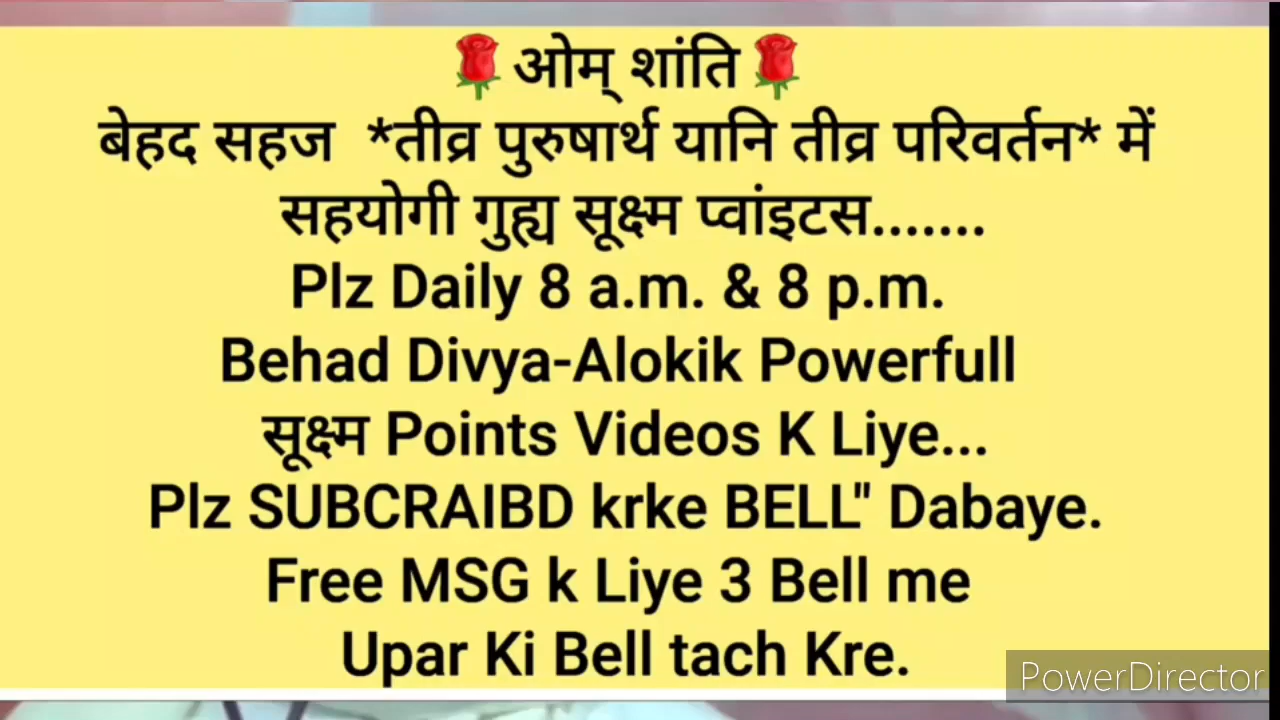 🌹ओम् शांति🌹
बेहद सहज *तीव्र पुरुषार्थ यानि तीव्र परिवर्तन* में
सहयोगी गुह्य सूक्ष्म प्वांइटस.......
Plz Daily 8 a.m. & 8 p.m.
Behad Divya-Alokik Powerfull
सूक्ष्म Points Videos K Liye...
Plz SUBCRAIBD krke BELL" Dabaye.
Free MSG k Liye 3 Bell me
Upar Ki Bell tach Kre.
PowerDirector